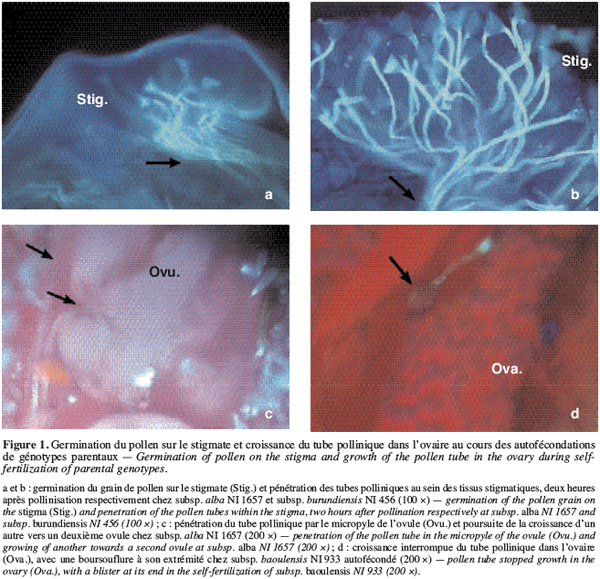 Stig.
a
Stig.
b
Ovu.
c
Ova.
d
Figure 1. Germination du pollen sur le stigmate et croissance du tube pollinique dans l'ovaire au cours des autofécondations
de génotypes parentaux — Germination of pollen on the stigma and growth of the pollen tube in the ovary during self-
fertilization of parental genotypes.
a et b : germination du grain de pollen sur le stigmate (Stig.) et pénétration des tubes polliniques au sein des tissus stigmatiques, deux heures
après pollinisation respectivement chez subsp. alba NI 1657 et subsp. burundiensis NI 456 (100 ×) — germination of the pollen grain on
the stigma (Stig.) and penetration of pollen tubes within the stigma, two hours after pollination respectively at subsp. alba NI 1657 and
subsp. burundiensis NI 456 (100 ×) ; c : pénétration du tube pollinique par le micropyle de l'ovule (Ovu.) et poursuite de la croissance d'un
autre vers un deuxième ovule chez subsp. alba NI 1657 (200 ×) — penetration of the pollen tube in the micropyle of the ovule (Ovu.) and
growing of another towards a second ovule at subsp. alba NI 1657 (200 ×) ; d : croissance interrompue du tube pollinique dans l'ovaire
(Ova.), avec une boursouflure à son extrémité chez subsp. baoulensis NI 933 autofécondé (200 ×) — pollen tube stopped growth in the
ovary (Ova.), with a blister at its end in the self-fertilization of subsp. baoulensis NI 933 (200 ×).